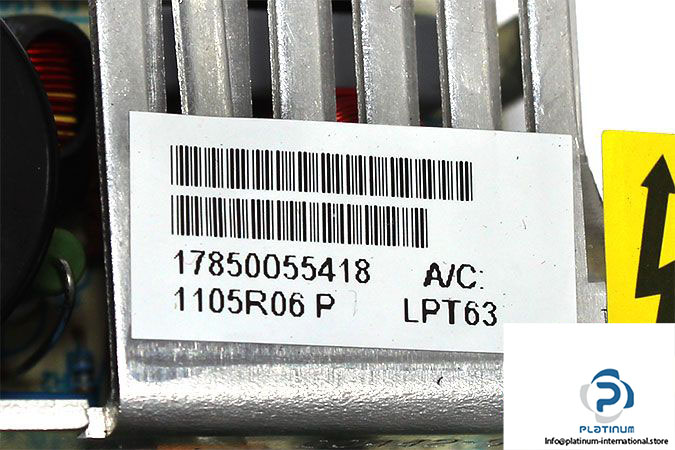 17850055418 A/C:
1105R06 P LPT63
PLATINUM
Info@platinum-international.store